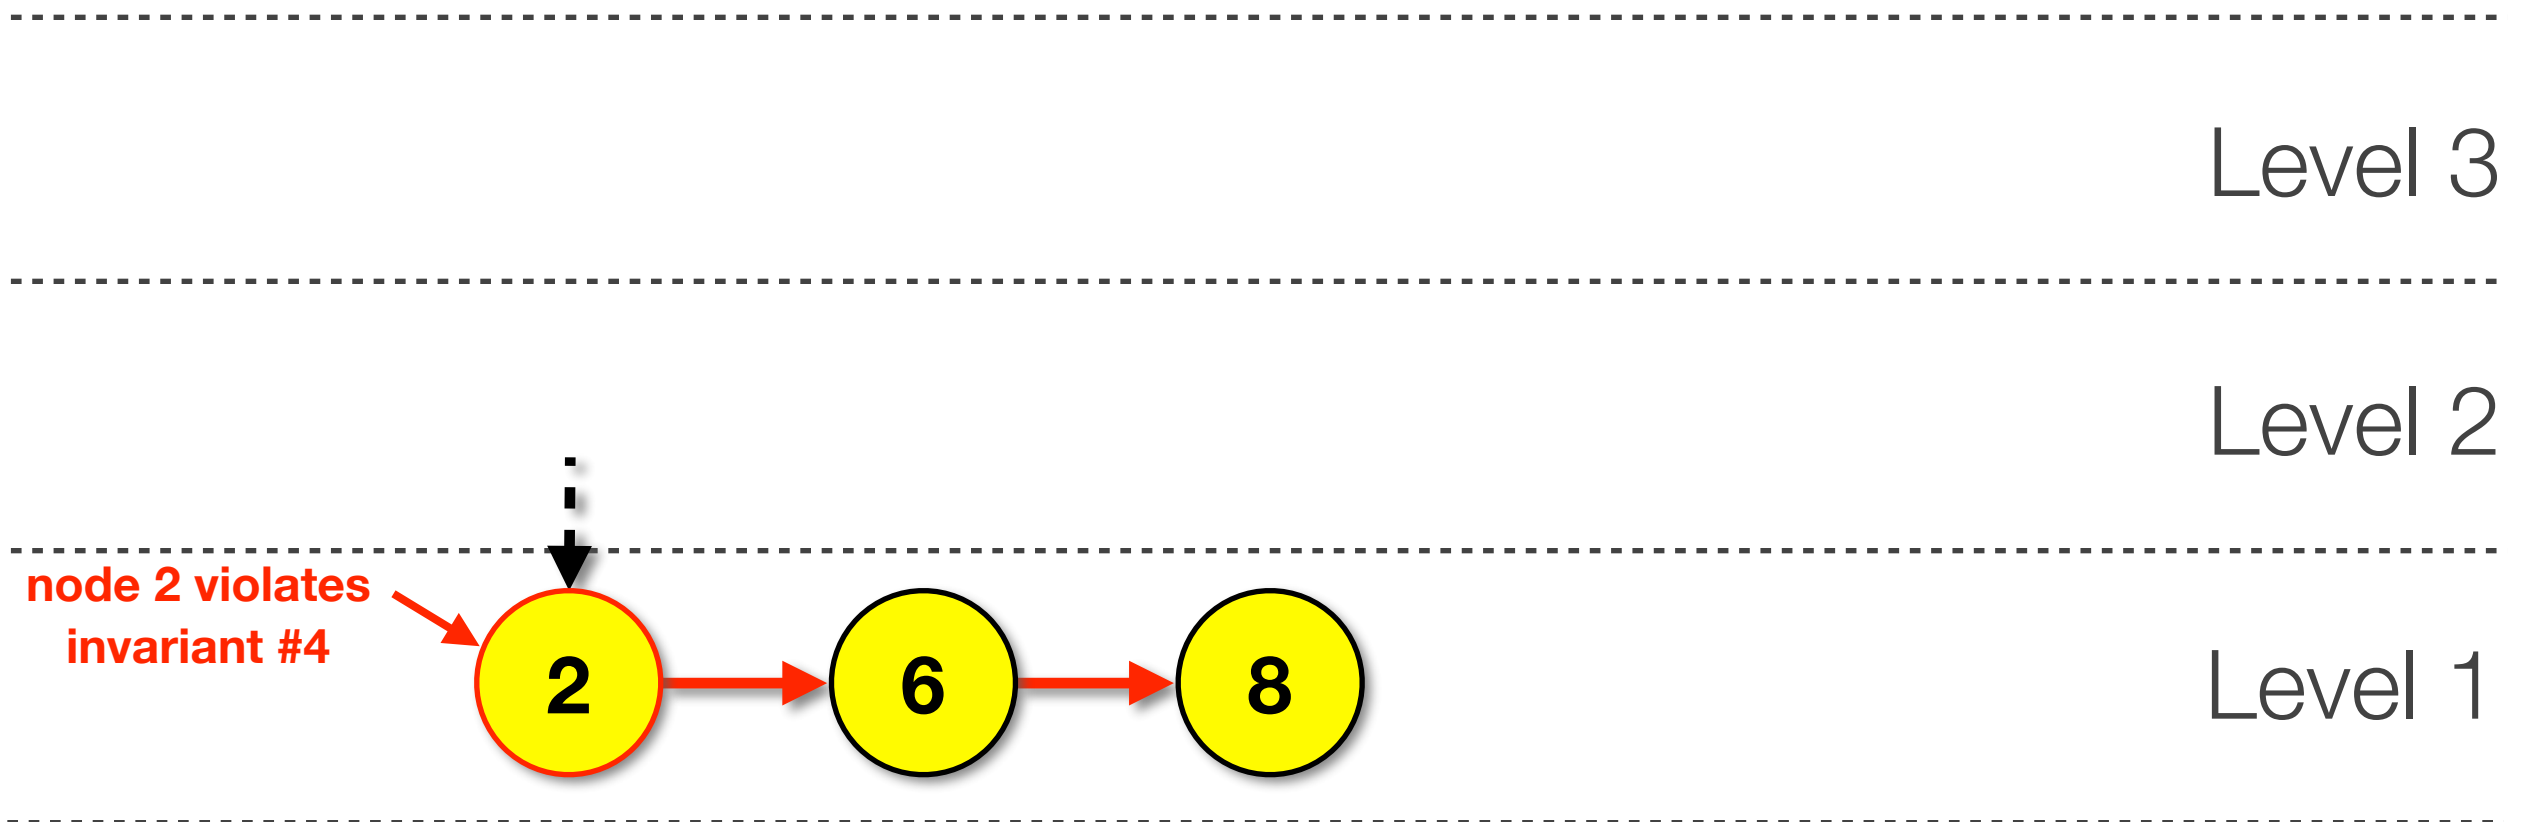 Level 3
Level 2
node 2 violates
invariant #4
2
6
8
Level 1